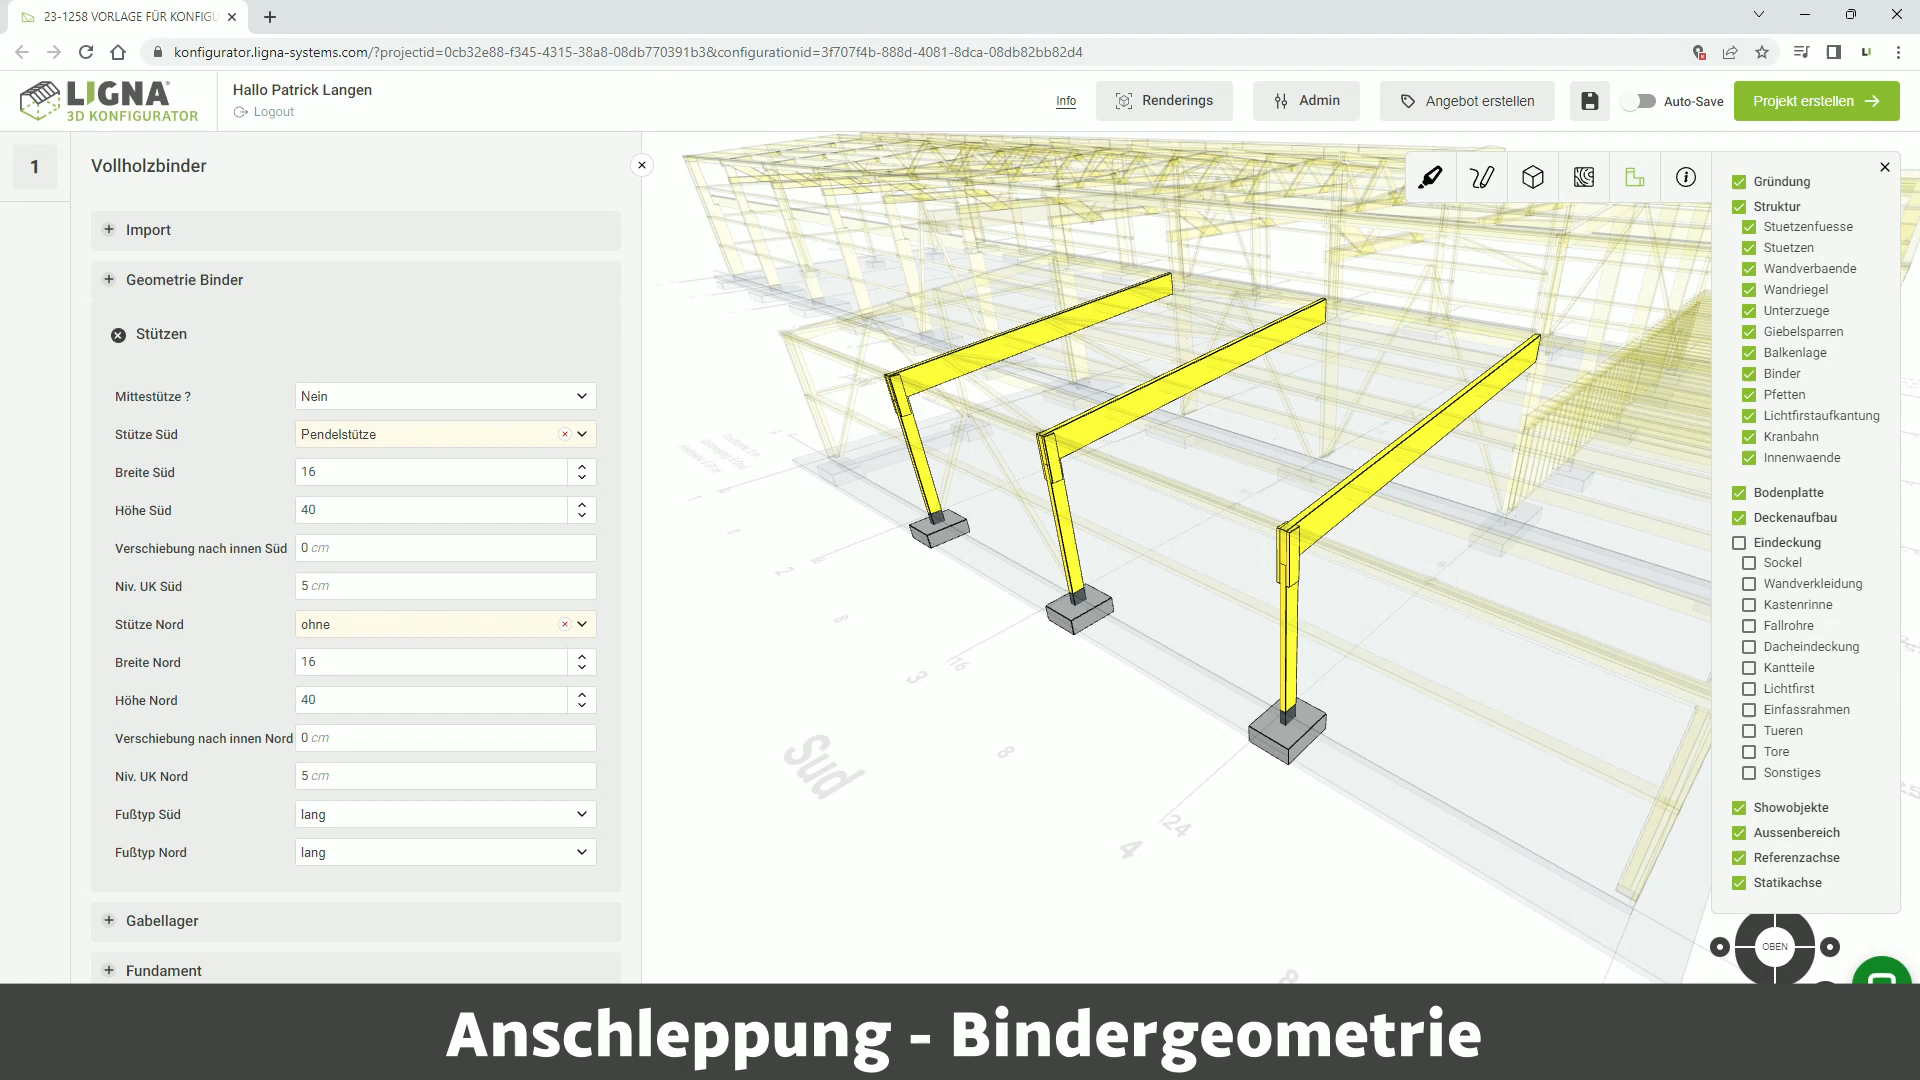 23-1258 VORLAGE FÜR KONFIGU
konfigurator.ligna-systems.com/?projectid=0cb32e88-f345-4315-38a8-08db770391b3&configurationid=3f707f4b-888d-4081-8dca-08db82bb82d4
LIGNA
3D KONFIGURATOR
Hallo Patrick Langen
Logout
Info
Renderings
Admin
Angebot erstellen
Auto-Save
Projekt erstellen
1
Vollholzbinder
Import
Geometrie Binder
Stützen
Mittestütze ? Nein
Stütze Süd Pendelstütze
Breite Süd 16
Höhe Süd 40
Verschiebung nach innen Süd 0 cm
Niv. UK Süd 5 cm
Stütze Nord ohne
Breite Nord 16
Höhe Nord 40
Verschiebung nach innen Nord 0 cm
Niv. UK Nord 5 cm
Fußtyp Süd lang
Fußtyp Nord lang
Gabellager
Fundament
Gründung
Struktur
Stuetzenfuesse
Stuetzen
Wandverbaende
Wandriegel
Unterzuege
Giebelsparren
Balkenlage
Binder
Pfetten
Lichtfirstaufkantung
Kranbahn
Innenwaende
Bodenplatte
Deckenaufbau
Eindeckung
Sockel
Wandverkleidung
Kastenrinne
Fallrohre
Dacheindeckung
Kantteile
Lichtfirst
Einfassrahmen
Tueren
Tore
Sonstiges
Showobjekte
Aussenbereich
Referenzachse
Statikachse
3
16
Süd
8
24
4
8
OBEN
Anschleppung - Bindergeometrie